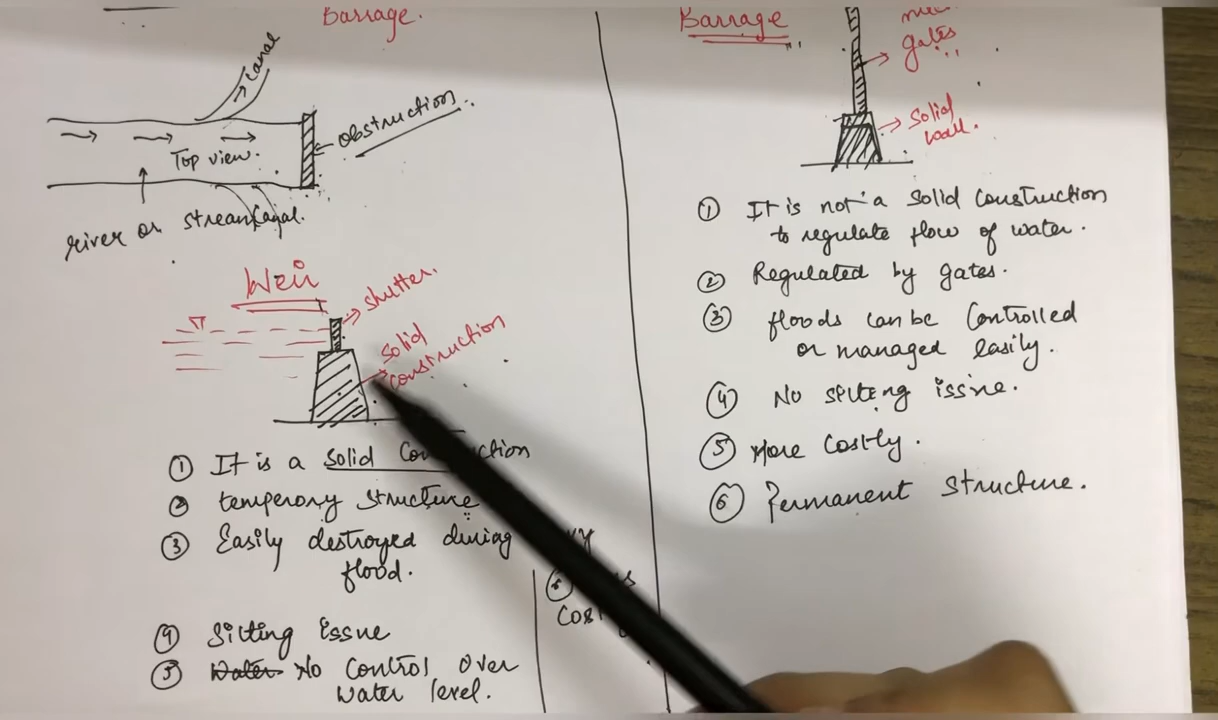 Barrage.
Canal
obstruction.
Top view.
river or stream
Canal.
Weir
shutter.
Solid
construction
① It is a Solid
② temperory structure
③ Easily destroyed during
flood.
④ Silting issue
⑤ Water No Control over
water level.
⑥
Barrage
gates
Solid
wall.
① It is not a Solid Construction
to regulate flow of water.
② Regulated by gates.
③ floods can be Controlled
or managed easily.
④ No silting issue.
⑤ More Costly.
⑥ Permanent Structure.